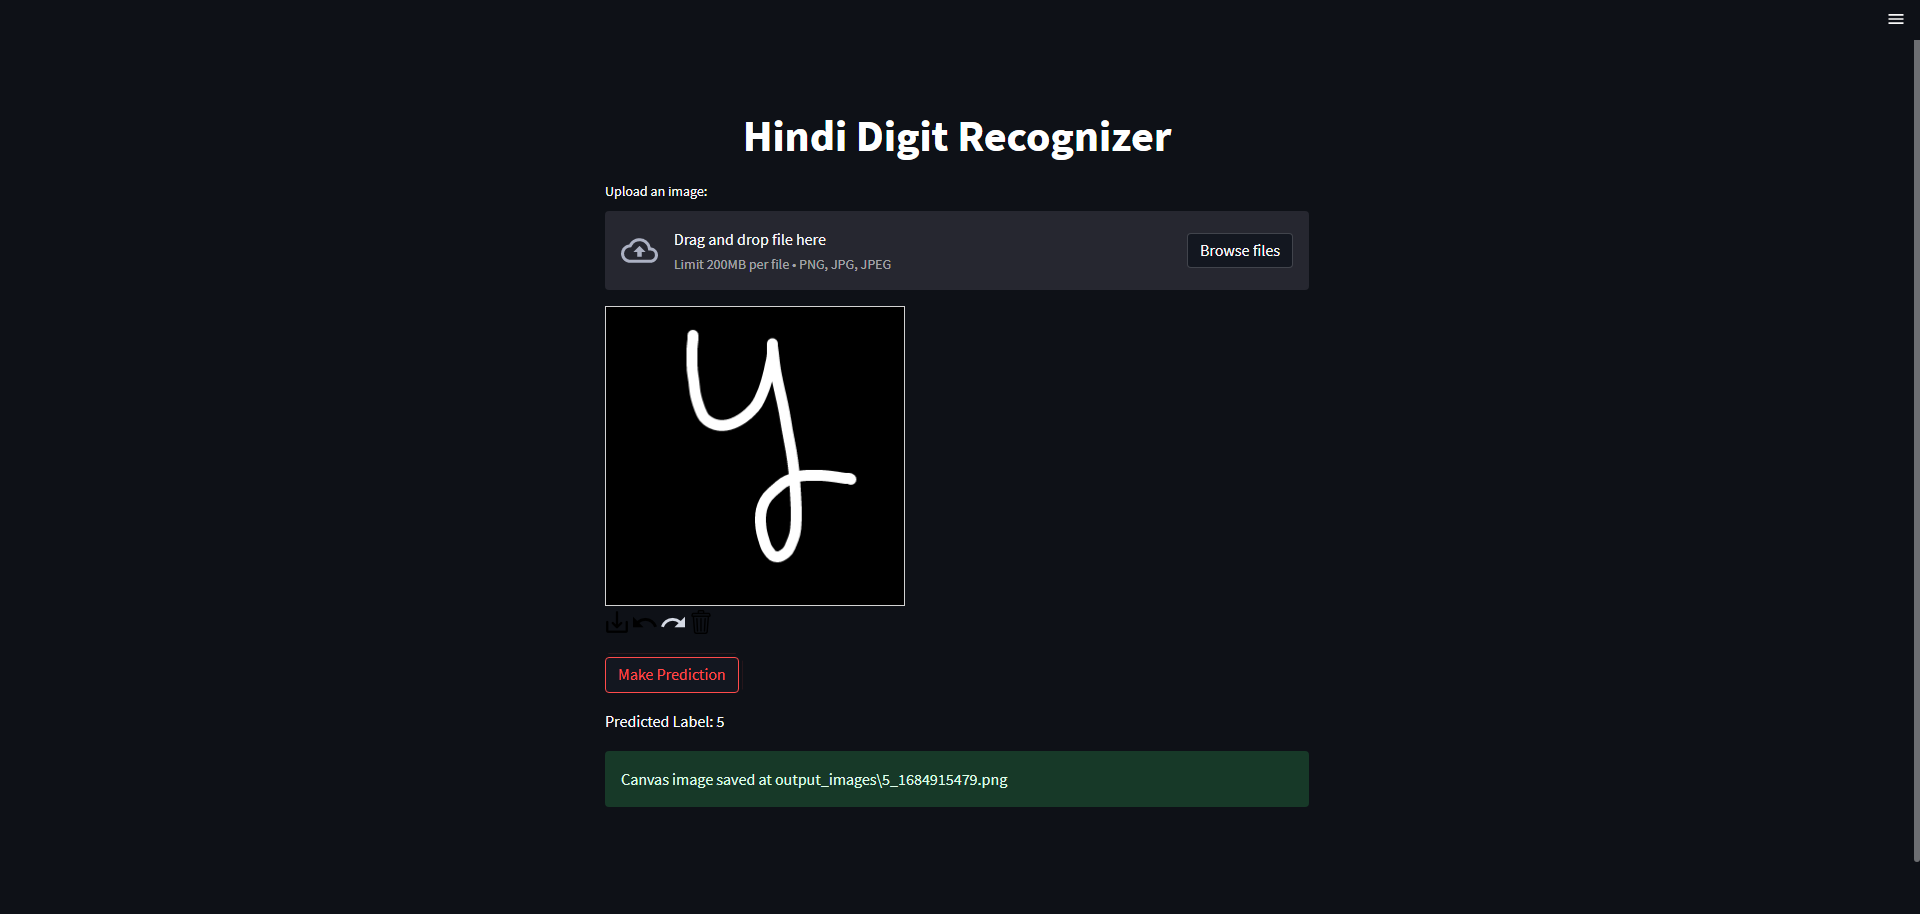 Hindi Digit Recognizer
Upload an image:
Drag and drop file here
Limit 200MB per file • PNG, JPG, JPEG
Browse files
५
Make Prediction
Predicted Label: 5
Canvas image saved at output_images\5_1684915479.png